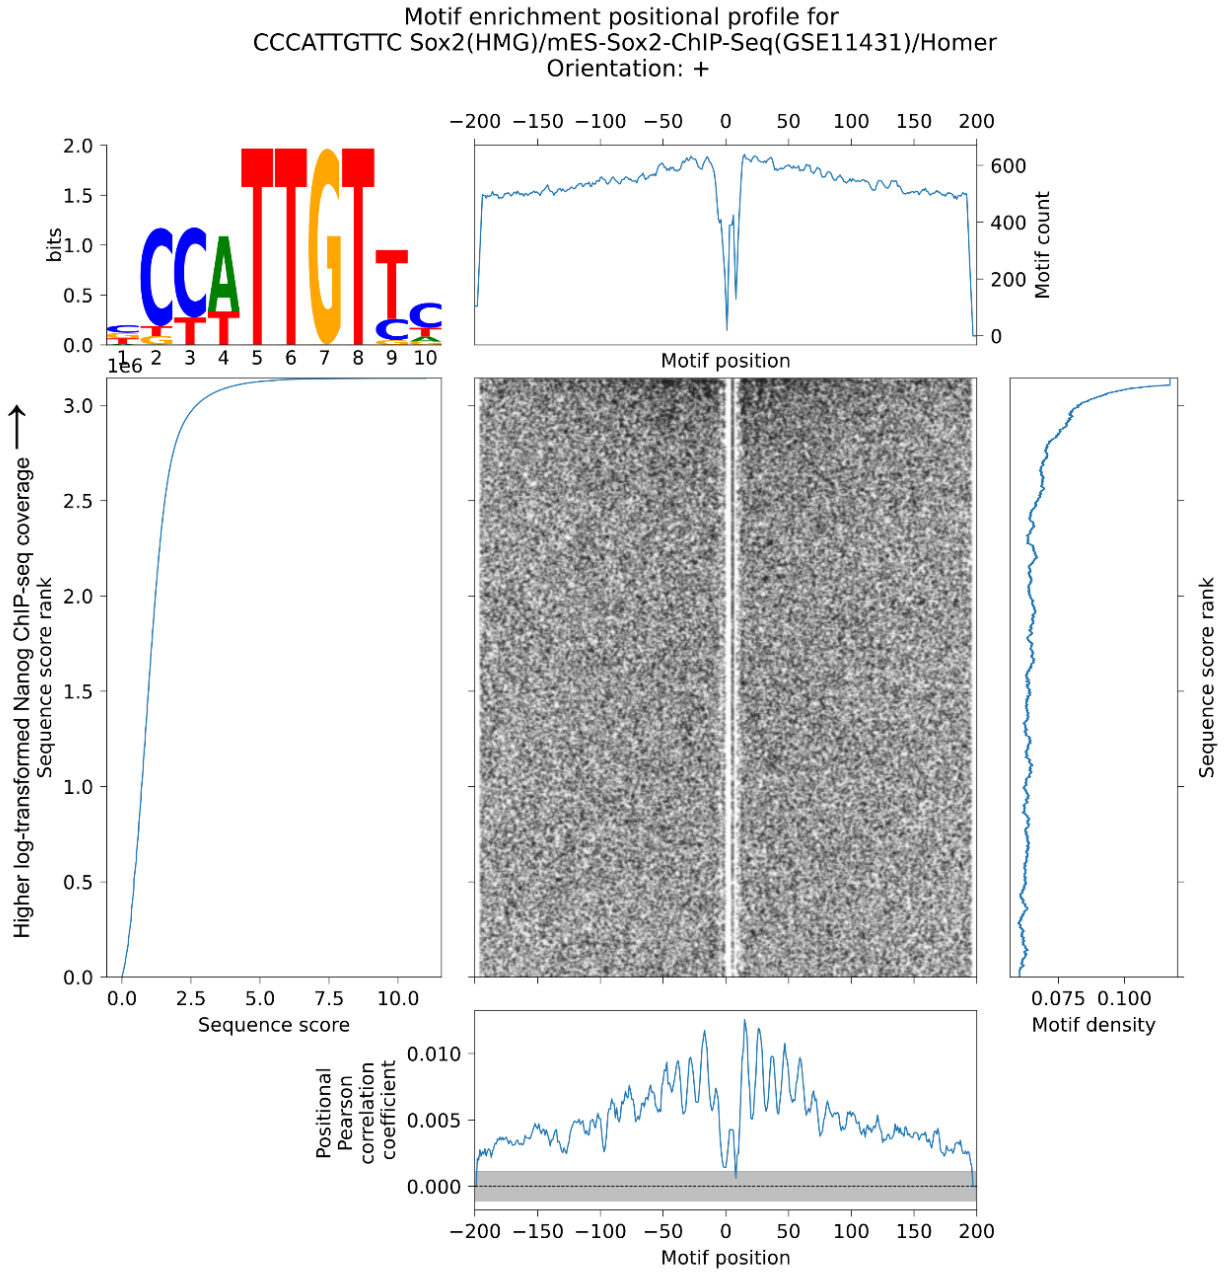 Motif enrichment positional profile for
CCCATTGTTC Sox2(HMG)/mES-Sox2-ChIP-Seq(GSE11431)/Homer
Orientation: +
−200 −150 −100 −50 0 50 100 150 200
2.0
1.5
1.0
0.5
0.0
bits
1 2 3 4 5 6 7 8 9 10
600
400
200
0
Motif count
Motif position
1e6
3.0
2.5
2.0
1.5
1.0
0.5
0.0
Higher log-transformed Nanog ChIP-seq coverage →
Sequence score rank
0.0 2.5 5.0 7.5 10.0
Sequence score
Sequence score rank
0.075 0.100
Motif density
Positional
Pearson
correlation
coefficient
0.010
0.005
0.000
−200 −150 −100 −50 0 50 100 150 200
Motif position